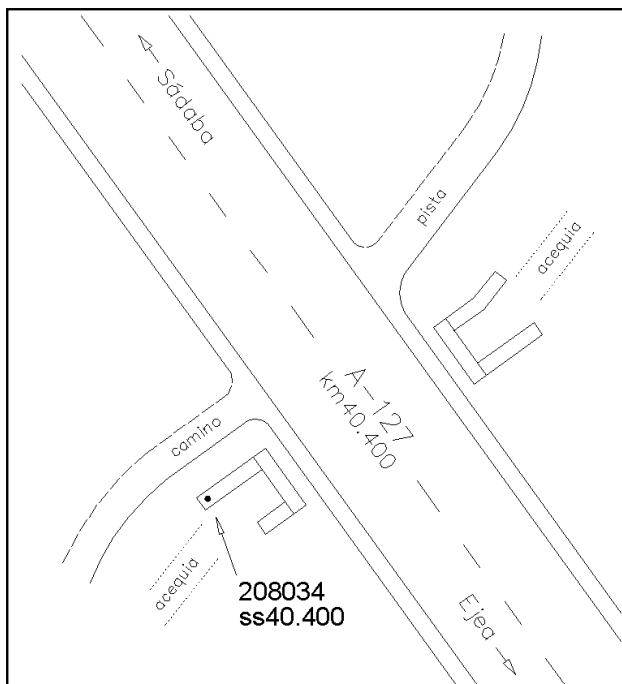 Sádaba
pista
acequia
A-127
km40.400
camino
acequia
208034
ss40.400
Ejea